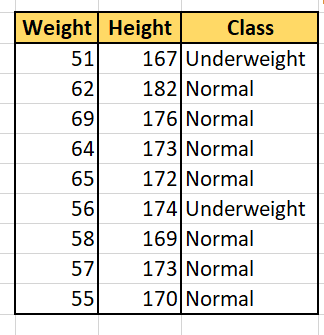 Weight Height Class
51 167 Underweight
62 182 Normal
69 176 Normal
64 173 Normal
65 172 Normal
56 174 Underweight
58 169 Normal
57 173 Normal
55 170 Normal